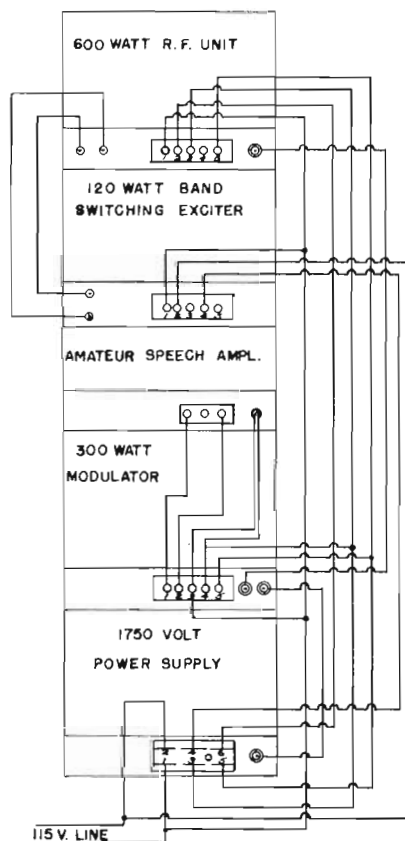 600 WATT R.F. UNIT
120 WATT BAND
SWITCHING EXCITER
AMATEUR SPEECH AMPL.
300 WATT
MODULATOR
1750 VOLT
POWER SUPPLY
115 V. LINE